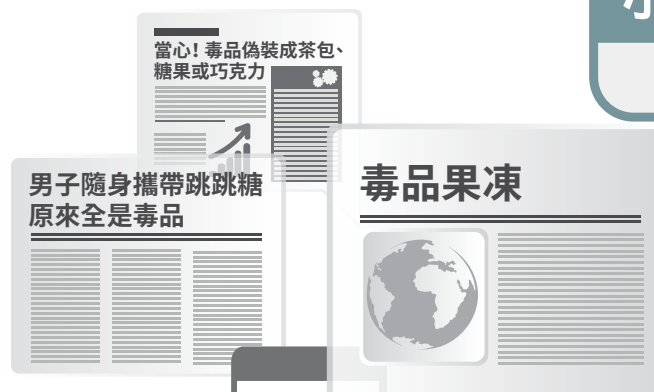 當心！毒品偽裝成茶包、
糖果或巧克力
男子隨身攜帶跳跳糖
原來全是毒品
毒品果凍